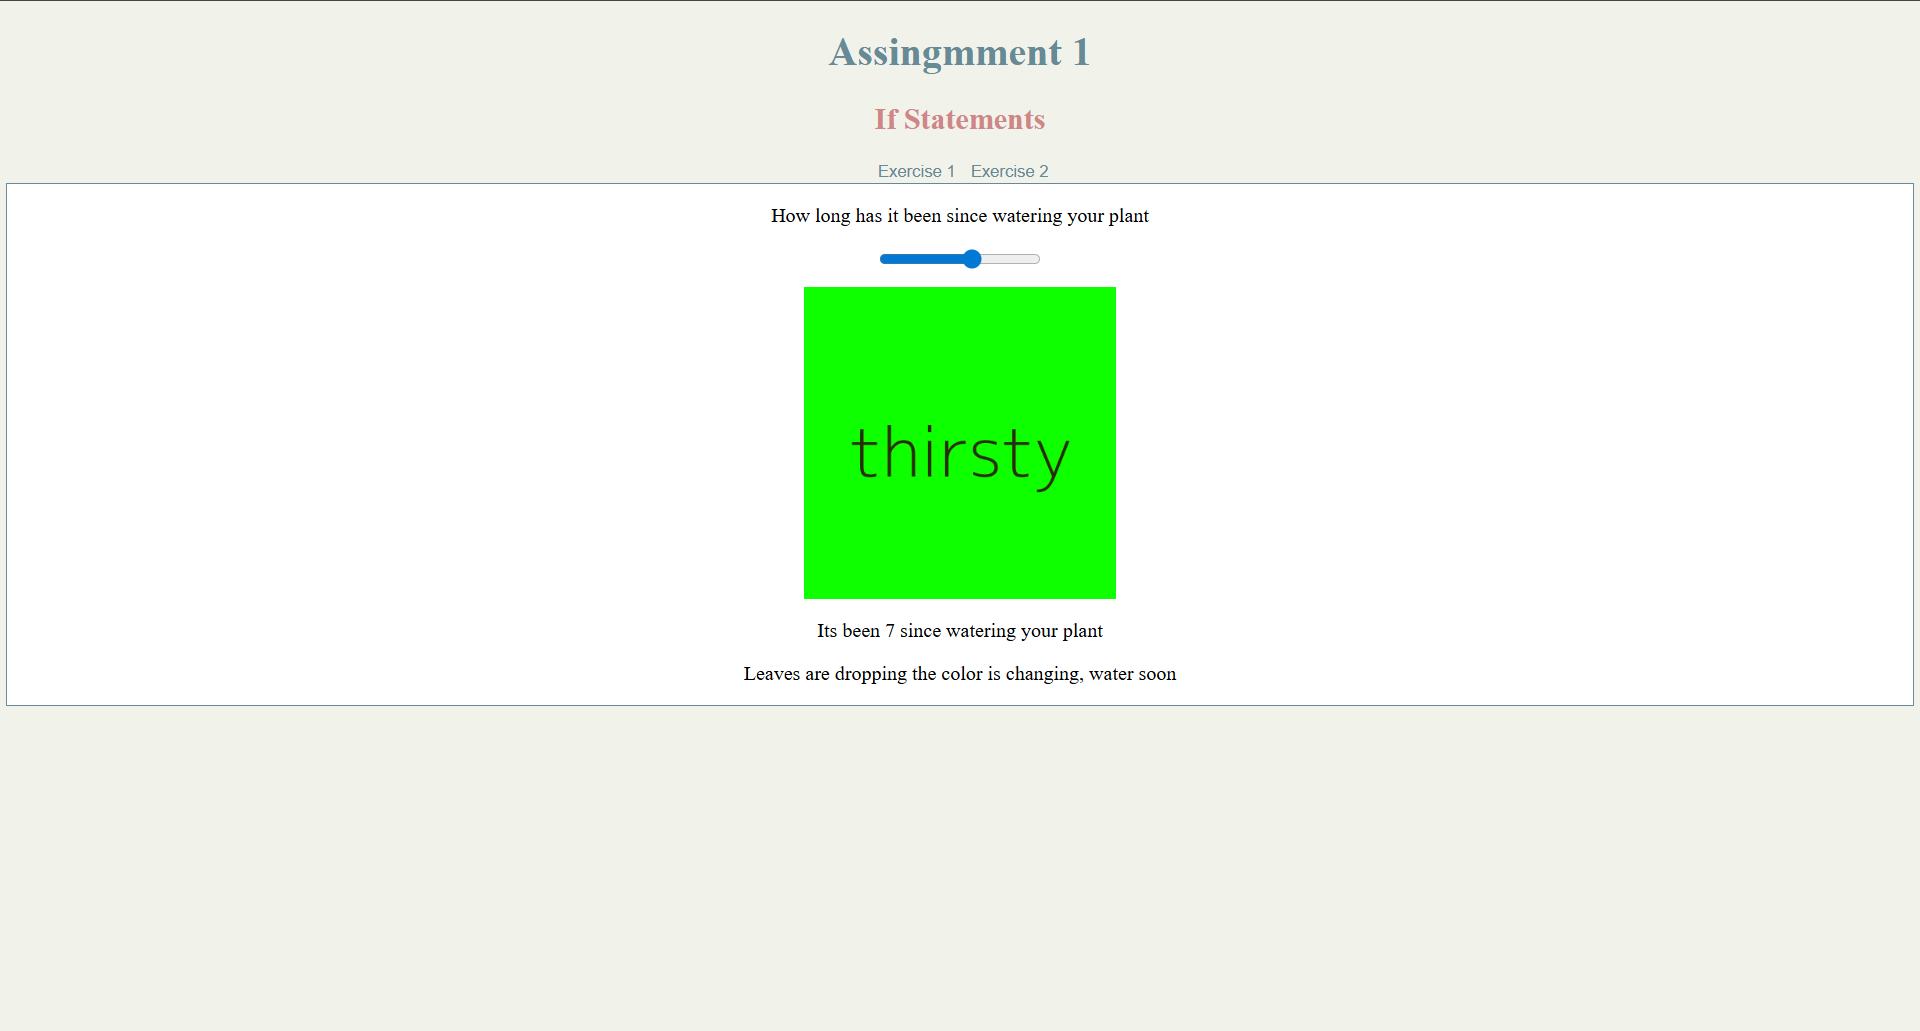 Assingmment 1
If Statements
Exercise 1 Exercise 2
How long has it been since watering your plant
thirsty
Its been 7 since watering your plant
Leaves are dropping the color is changing, water soon